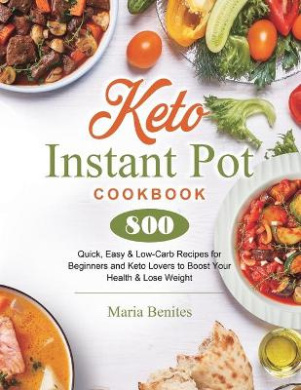 Keto
Instant Pot
COOKBOOK
800
Quick, Easy & Low-Carb Recipes for
Beginners and Keto Lovers to Boost Your
Health & Lose Weight
Maria Benites